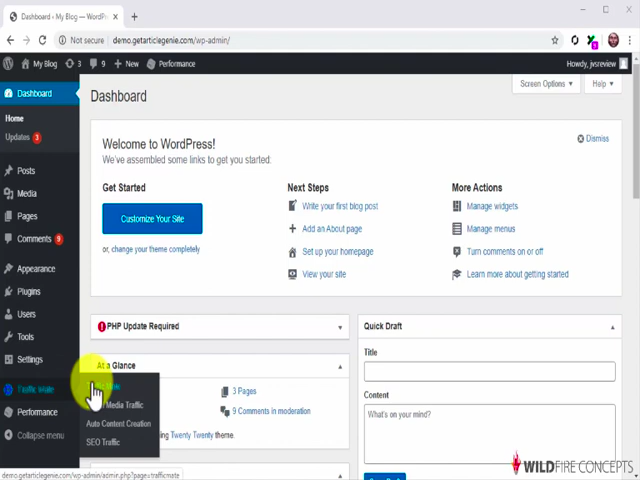 Dashboard ‹ My Blog — WordPr
Not secure demo.getarticlegenie.com/wp-admin/
My Blog 3 9 + New Performance Howdy, jvsreview
Dashboard
Home
Updates 3
Posts
Media
Pages
Comments 9
Appearance
Plugins
Users
Tools
Settings
Traffic Mate
Performance
Collapse menu
Media Traffic
Auto Content Creation
SEO Traffic
Dashboard
Screen Options ▼ Help ▼
Welcome to WordPress!
We've assembled some links to get you started:
Dismiss
Get Started
Customize Your Site
or, change your theme completely
Next Steps
Write your first blog post
Add an About page
Set up your homepage
View your site
More Actions
Manage widgets
Manage menus
Turn comments on or off
Learn more about getting started
PHP Update Required
At a Glance
3 Pages
9 Comments in moderation
ing Twenty Twenty theme.
Quick Draft
Title
Content
What's on your mind?
demo.getarticlegenie.com/wp-admin/admin.php?page=trafficmate
WILDFIRE CONCEPTS